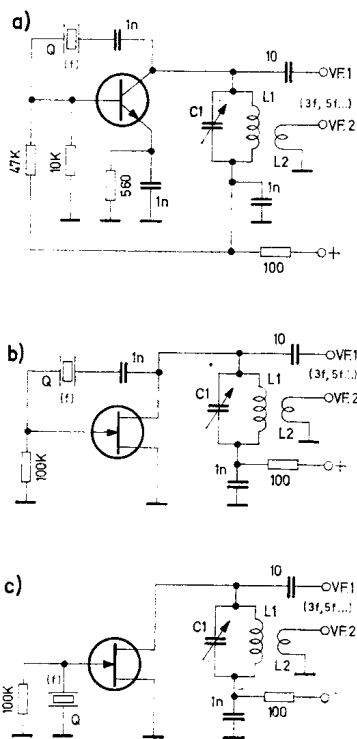 a)
1n
Q
(f)
10
VF.1
L1
(3f, 5f...)
C1
VF.2
L2
47K
10K
560
1n
1n
100
+
b)
1n
Q
(f)
10
VF.1
L1
(3f, 5f...)
C1
VF.2
L2
100K
1n
100
+
c)
10
VF.1
L1
(3f, 5f...)
C1
VF.2
L2
(f)
100K
Q
1n
100